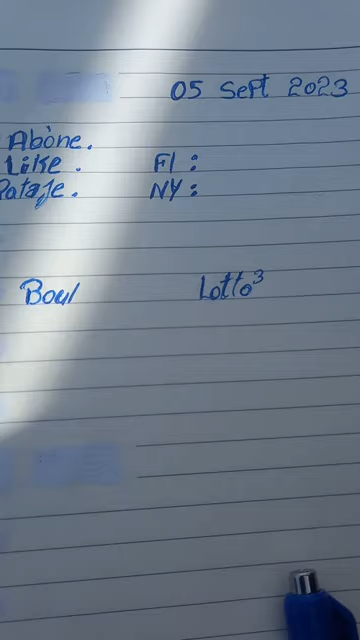 05 Sept 2023
Abòne.
Like. Fl :
Pataje. NY :
Boul Lotto³